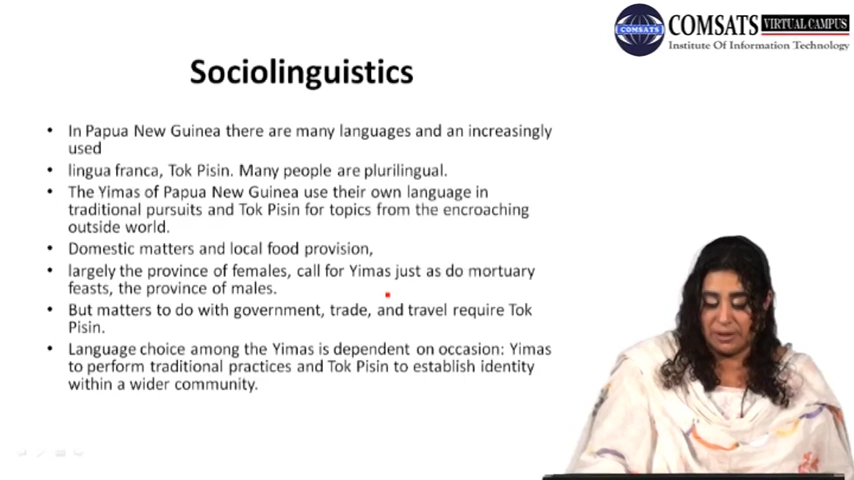 COMSATS VIRTUAL CAMPUS
COMSATS
Institute Of Information Technology
Sociolinguistics
• In Papua New Guinea there are many languages and an increasingly
used
• lingua franca, Tok Pisin. Many people are plurilingual.
• The Yimas of Papua New Guinea use their own language in
traditional pursuits and Tok Pisin for topics from the encroaching
outside world.
• Domestic matters and local food provision,
• largely the province of females, call for Yimas just as do mortuary
feasts, the province of males.
• But matters to do with government, trade, and travel require Tok
Pisin.
• Language choice among the Yimas is dependent on occasion: Yimas
to perform traditional practices and Tok Pisin to establish identity
within a wider community.